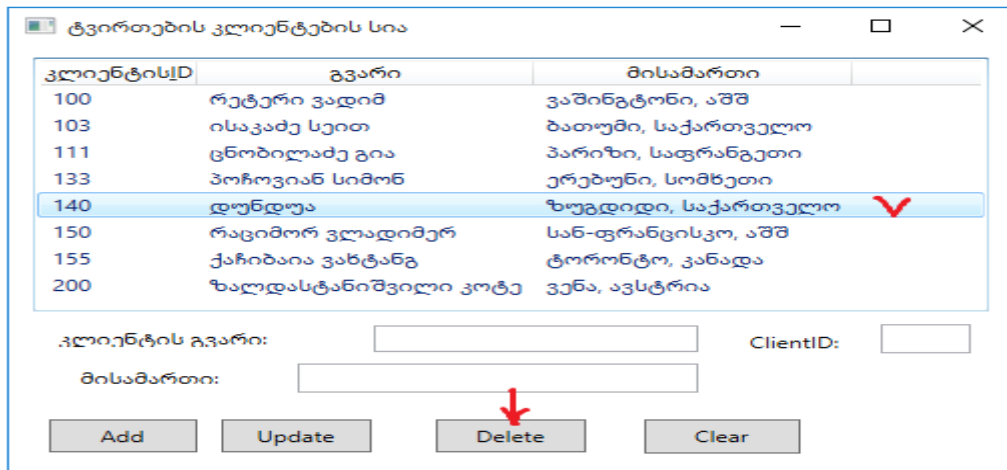 ტვირთების კლიენტების სია
კლიენტისID გვარი მისამართი
100 რეტერი ვადიმ ვაშინგტონი, აშშ
103 ისაკაძე სეით ბათუმი, საქართველო
111 ცნობილაძე გია პარიზი, საფრანგეთი
133 პოჩოვიან სიმონ ერებუნი, სომხეთი
140 დუნდუა ზუგდიდი, საქართველო
150 რაციმორ ვლადიმერ სან-ფრანცისკო, აშშ
155 ქაჩიბაია ვახტანგ ტორონტო, კანადა
200 ზალდასტანიშვილი კოტე ვენა, ავსტრია
კლიენტის გვარი: ClientID:
მისამართი:
Add Update Delete Clear